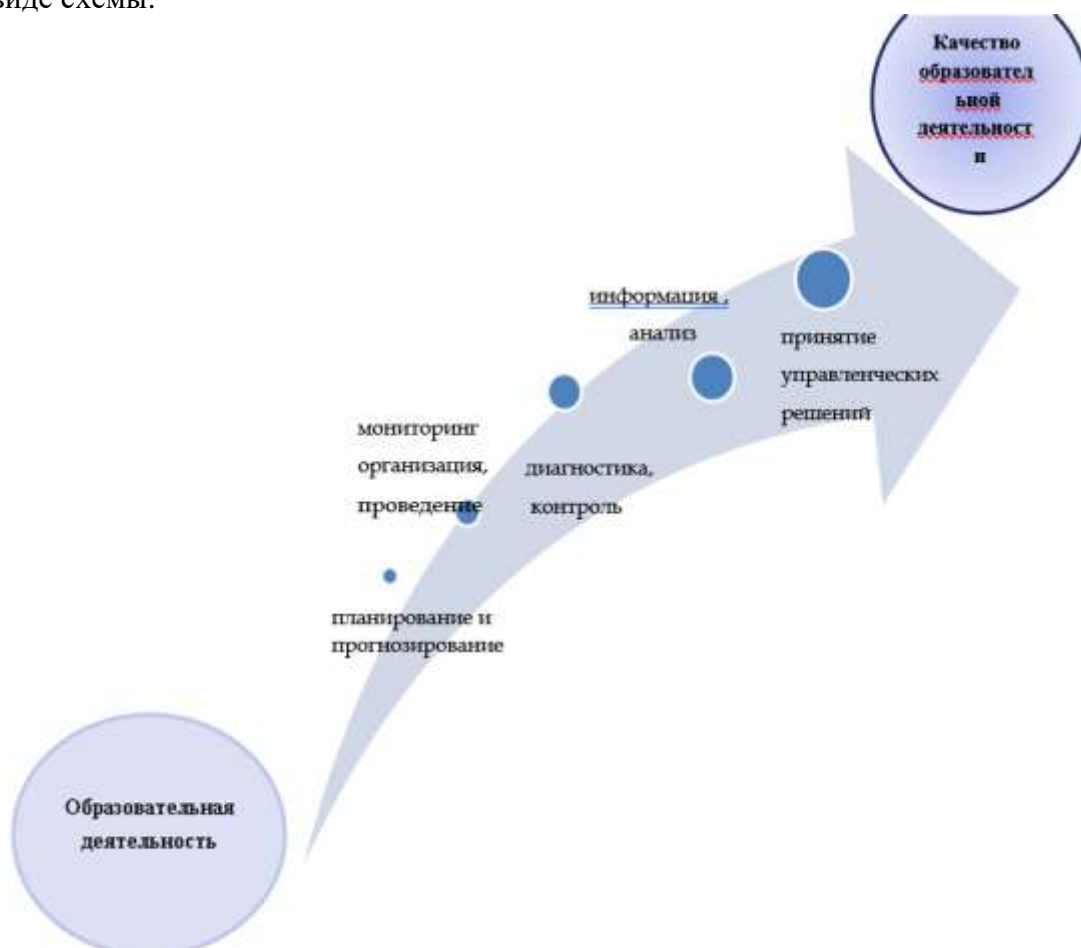 виде схемы:
Качество
образовател
ьной
деятельност
и
информация ,
анализ
принятие
управленческих
решений
мониторинг
организация,
проведение
диагностика,
контроль
планирование и
прогнозирование
Образовательная
деятельность